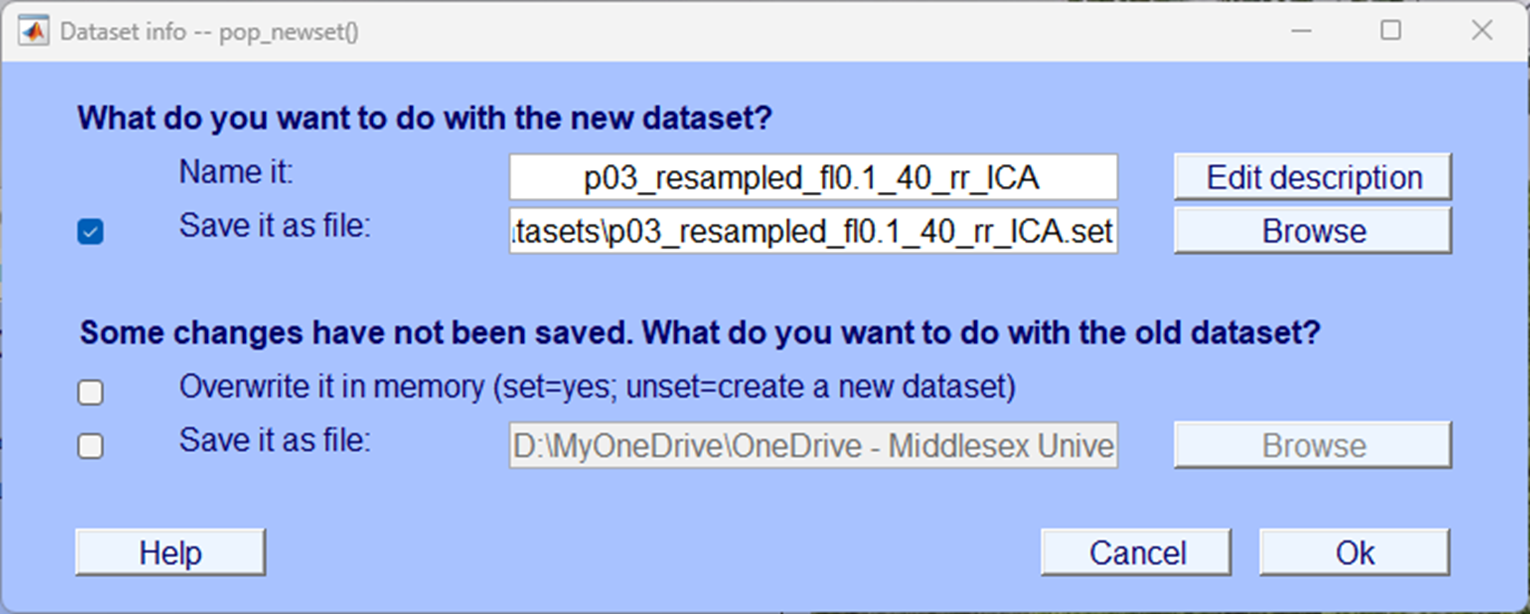 Dataset info -- pop_newset()
What do you want to do with the new dataset?
Name it: p03_resampled_fl0.1_40_rr_ICA Edit description
Save it as file: tasets\p03_resampled_fl0.1_40_rr_ICA.set Browse
Some changes have not been saved. What do you want to do with the old dataset?
Overwrite it in memory (set=yes; unset=create a new dataset)
Save it as file: D:\MyOneDrive\OneDrive - Middlesex Unive Browse
Help Cancel Ok